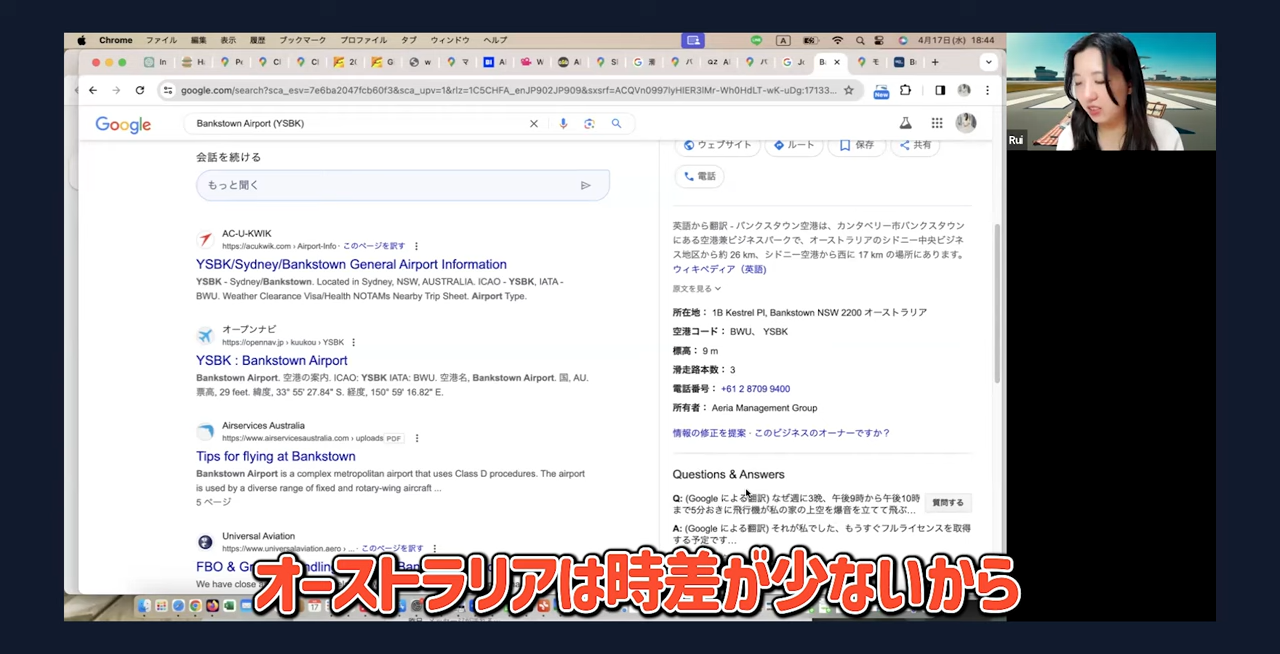 Chrome ファイル 編集 表示 履歴 ブックマーク プロファイル タブ ウィンドウ ヘルプ
A 4月17日(水) 18:44
google.com/search?sca_esv=7e6ba2047fcb60f3&sca_upv=1&rlz=1C5CHFA_enJP902JP909&sxsrf=ACQVn0997lyHlER3lMr-Wh0HdLT-wK-uDg:17133...
New
Rui
Google
Bankstown Airport (YSBK)
会話を続ける
もっと聞く
AC-U-KWIK
https://acukwik.com › Airport-Info · このページを訳す
YSBK/Sydney/Bankstown General Airport Information
YSBK - Sydney/Bankstown. Located in Sydney, NSW, AUSTRALIA. ICAO - YSBK, IATA -
BWU. Weather Clearance Visa/Health NOTAMs Nearby Trip Sheet. Airport Type.
オープンナビ
https://opennav.jp › kuukou › YSBK
YSBK : Bankstown Airport
Bankstown Airport. 空港の案内. ICAO: YSBK IATA: BWU. 空港名, Bankstown Airport. 国, AU.
票高, 29 feet. 緯度, 33° 55' 27.84" S. 経度, 150° 59' 16.82" E.
Airservices Australia
https://www.airservicesaustralia.com › uploads PDF
Tips for flying at Bankstown
Bankstown Airport is a complex metropolitan airport that uses Class D procedures. The airport
is used by a diverse range of fixed and rotary-wing aircraft ...
5 ページ
Universal Aviation
https://www.universalaviation.aero › ... · このページを訳す
FBO & G
We have close
ウェブサイト ルート 保存 共有
電話
英語から翻訳 - バンクスタウン空港は、カンタベリー市バンクスタウン
にある空港兼ビジネスパークで、オーストラリアのシドニー中央ビジネ
ス地区から約 26 km、シドニー空港から西に 17 km の場所にあります。
ウィキペディア（英語)
原文を見る
所在地： 1B Kestrel Pl, Bankstown NSW 2200 オーストラリア
空港コード： BWU、 YSBK
標高： 9 m
滑走路本数： 3
電話番号： +61 2 8709 9400
所有者： Aeria Management Group
情報の修正を提案 · このビジネスのオーナーですか？
Questions & Answers
Q: (Google による翻訳) なぜ週に3晩、午後9時から午後10時
まで5分おきに飛行機が私の家の上空を爆音を立てて飛ぶ...
質問する
A: (Google による翻訳) それが私でした、もうすぐフルライセンスを取得
する予定です...
オーストラリアは時差が少ないから